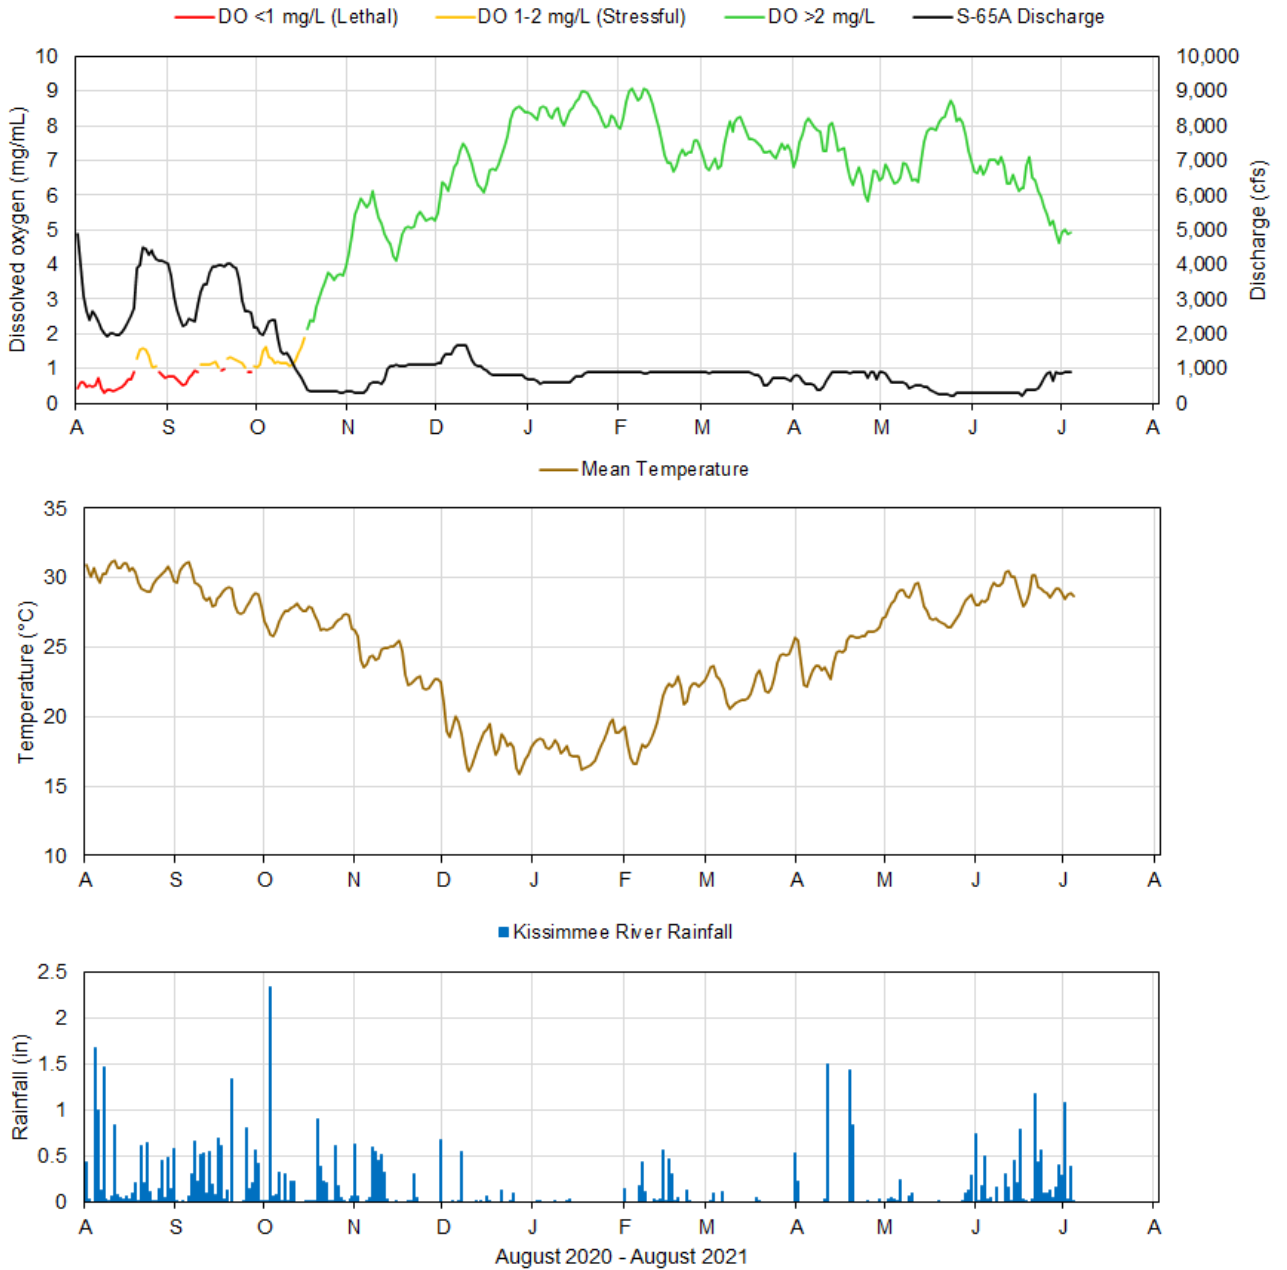 DO <1 mg/L (Lethal) DO 1-2 mg/L (Stressful) DO >2 mg/L S-65A Discharge
10 10,000
9 9,000
8 8,000
7 7,000
6 6,000
5 5,000
4 4,000
3 3,000
2 2,000
1 1,000
0 0
Dissolved oxygen (mg/mL)
Discharge (cfs)
A S O N D J F M A M J J A
Mean Temperature
35
30
25
20
15
10
Temperature (°C)
A S O N D J F M A M J J A
Kissimmee River Rainfall
2.5
2
1.5
1
0.5
0
Rainfall (in)
A S O N D J F M A M J J A
August 2020 - August 2021